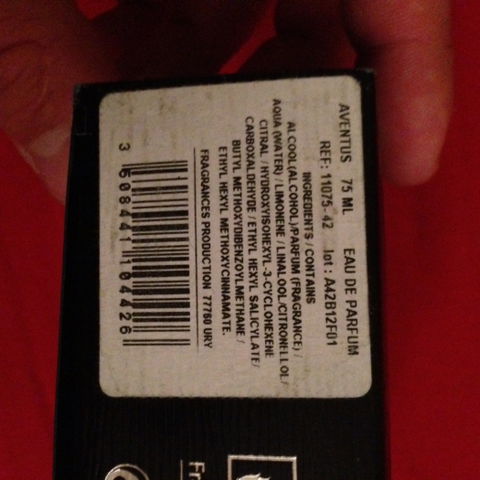 AVENTUS 75 ML EAU DE PARFUM
REF: 11075-42 lot: A42B12F01
INGREDIENTS / CONTAINS
ALCOOL(ALCOHOL)/PARFUM (FRAGRANCE) /
AQUA (WATER) / LIMONENE / LINALOOL/CITRONELLOL/
CITRAL / HYDROXYISOHEXYL-3-CYCLOHEXENE
CARBOXALDEHYDE / ETHYL HEXYL SALICYLATE/
BUTYL METHOXYDIBENZOYLMETHANE /
ETHYL HEXYL METHOXYCINNAMATE.
FRAGRANCES PRODUCTION 77760 URY
3 508441 104426
Fr